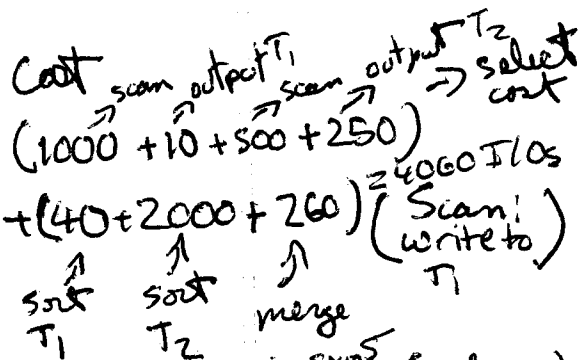 Cost scan output T1 scan output T2
(1000 + 10 + 500 + 250) → select cost
+(40 + 2000 + 260) = 4060 I/Os (Scan; write to T1)
sort T1 sort T2 merge